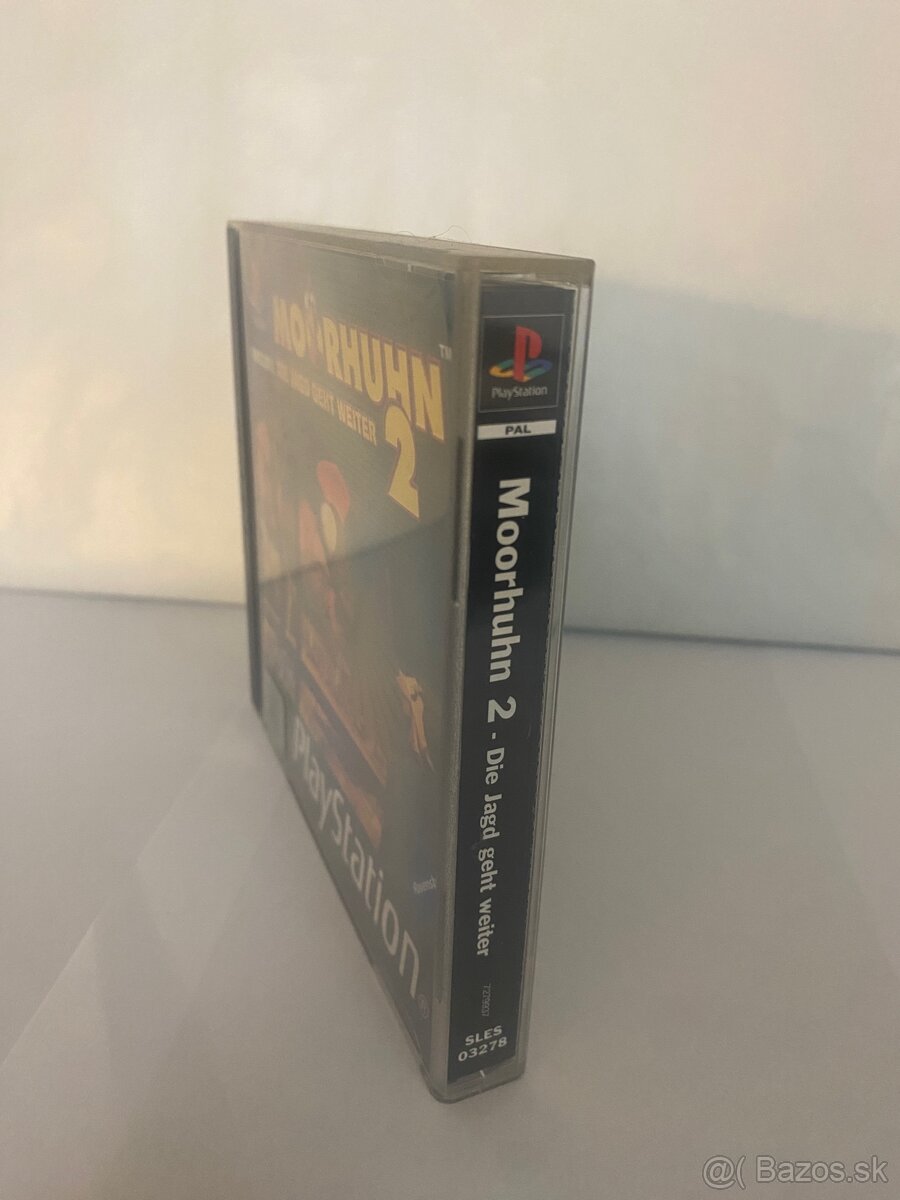 MOORHUHN
™
DIE JAGD GEHT WEITER
2
PlayStation
®
PlayStation
PAL
Moorhuhn 2 - Die Jagd geht weiter
SLES
03278
@( Bazos.sk